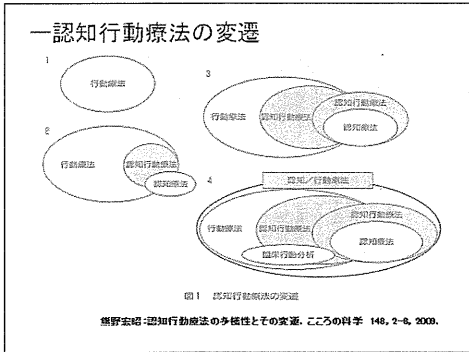 一認知行動療法の変遷
1
行動療法
2
行動療法
認知行動療法
認知療法
3
行動療法
認知行動療法
認知行動療法
認知療法
4
認知／行動療法
行動療法
認知行動療法
認知行動療法
認知療法
臨床行動分析
図1 認知行動療法の変遷
熊野宏昭:認知行動療法の多様性とその変遷. こころの科学 148, 2-8, 2009.